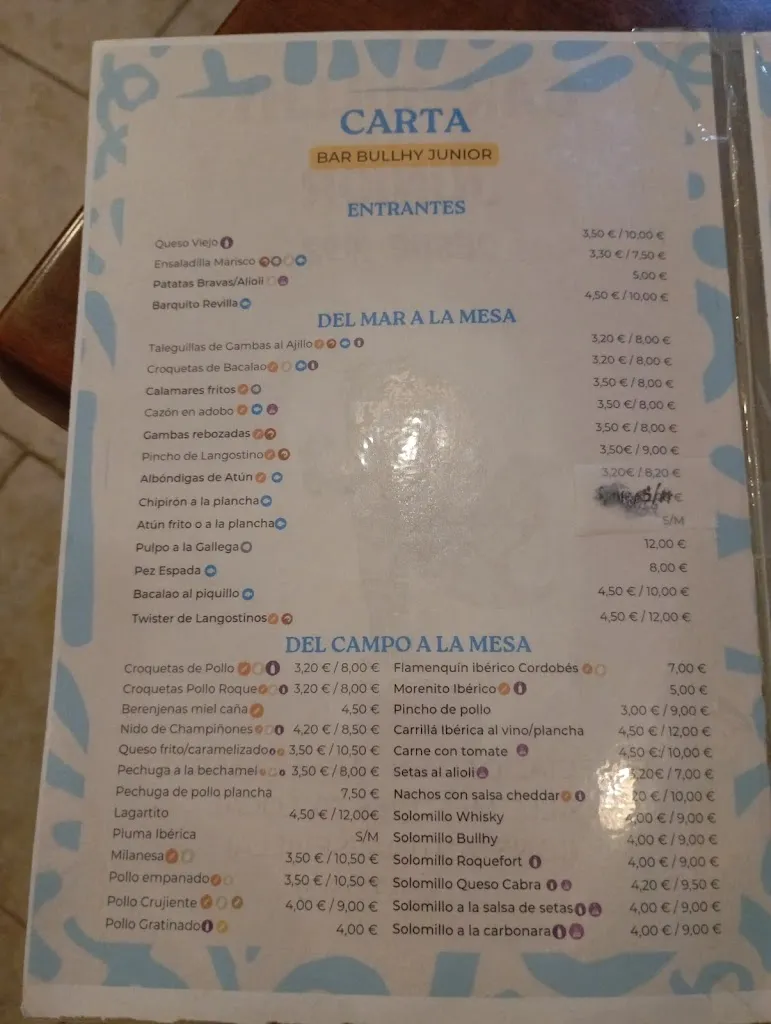 CARTA
BAR BULLHY JUNIOR
ENTRANTES
Queso Viejo 3,50 € / 10,00 €
Ensaladilla Marisco 3,30 € / 7,50 €
Patatas Bravas/Alioli 5,00 €
Barquito Revilla 4,50 € / 10,00 €
DEL MAR A LA MESA
Taleguillas de Gambas al Ajillo 3,20 € / 8,00 €
Croquetas de Bacalao 3,20 € / 8,00 €
Calamares fritos 3,50 € / 8,00 €
Cazón en adobo 3,50 €/ 8,00 €
Gambas rebozadas 3,50 € / 8,00 €
Pincho de Langostino 3,50€ / 9,00 €
Albóndigas de Atún 3,20€ / 8,20 €
Chipirón a la plancha S/M €
Atún frito o a la plancha S/M
Pulpo a la Gallega 12,00 €
Pez Espada 8,00 €
Bacalao al piquillo 4,50 € / 10,00 €
Twister de Langostinos 4,50 € / 12,00 €
DEL CAMPO A LA MESA
Croquetas de Pollo 3,20 € / 8,00 €
Croquetas Pollo Roque 3,20 € / 8,00 €
Berenjenas miel caña 4,50 €
Nido de Champiñones 4,20 € / 8,50 €
Queso frito/caramelizado 3,50 € / 10,50 €
Pechuga a la bechamel 3,50 € / 8,00 €
Pechuga de pollo plancha 7,50 €
Lagartito 4,50 € / 12,00€
Pluma Ibérica S/M
Milanesa 3,50 € / 10,50 €
Pollo empanado 3,50 € / 10,50 €
Pollo Crujiente 4,00 € / 9,00 €
Pollo Gratinado 4,00 €
Flamenquín ibérico Cordobés 7,00 €
Morenito Ibérico 5,00 €
Pincho de pollo 3,00 € / 9,00 €
Carrillá Ibérica al vino/plancha 4,50 € / 12,00 €
Carne con tomate 4,50 €:/ 10,00 €
Setas al alioli ,20€ / 7,00 €
Nachos con salsa cheddar 20 € / 10,00 €
Solomillo Whisky ,00 € / 9,00 €
Solomillo Bullhy 4,00 € / 9,00 €
Solomillo Roquefort 4,00 € / 9,00 €
Solomillo Queso Cabra 4,20 € / 9,50 €
Solomillo a la salsa de setas 4,00 € / 9,00 €
Solomillo a la carbonara 4,00 € / 9,00 €